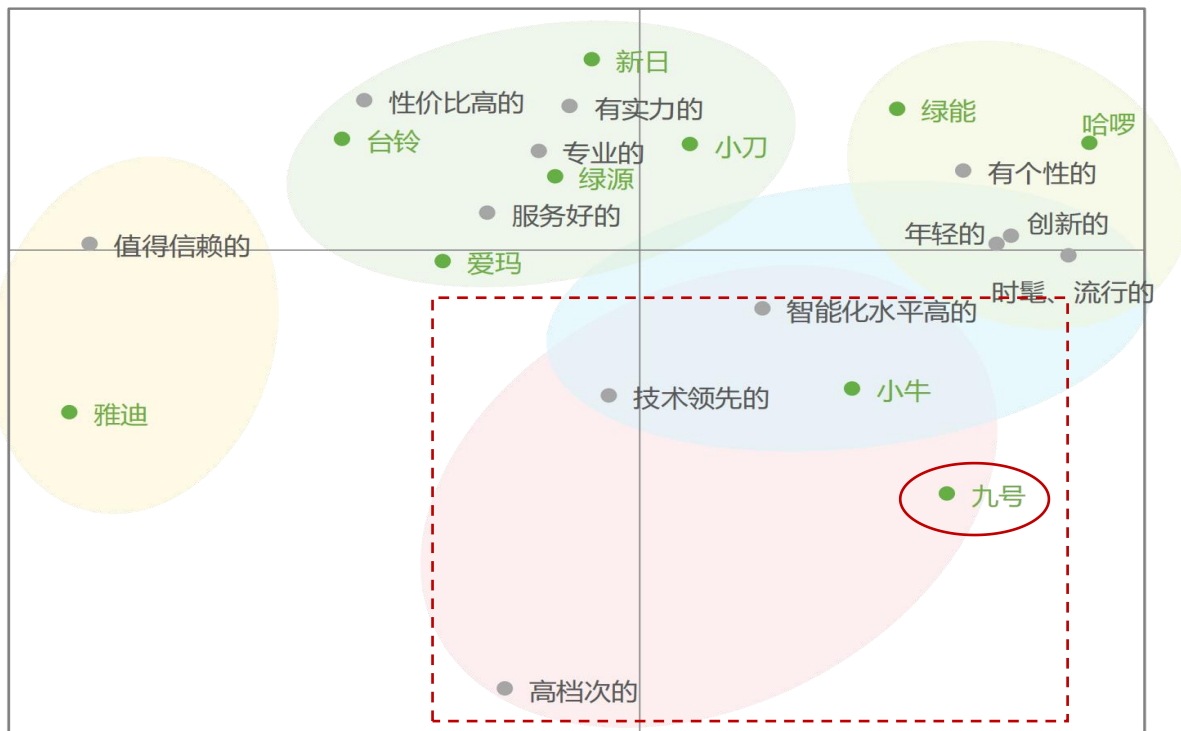 新日
性价比高的
有实力的
绿能
哈啰
台铃
专业的
小刀
绿源
有个性的
服务好的
值得信赖的
年轻的
创新的
爱玛
时髦、流行的
智能化水平高的
技术领先的
小牛
雅迪
九号
高档次的